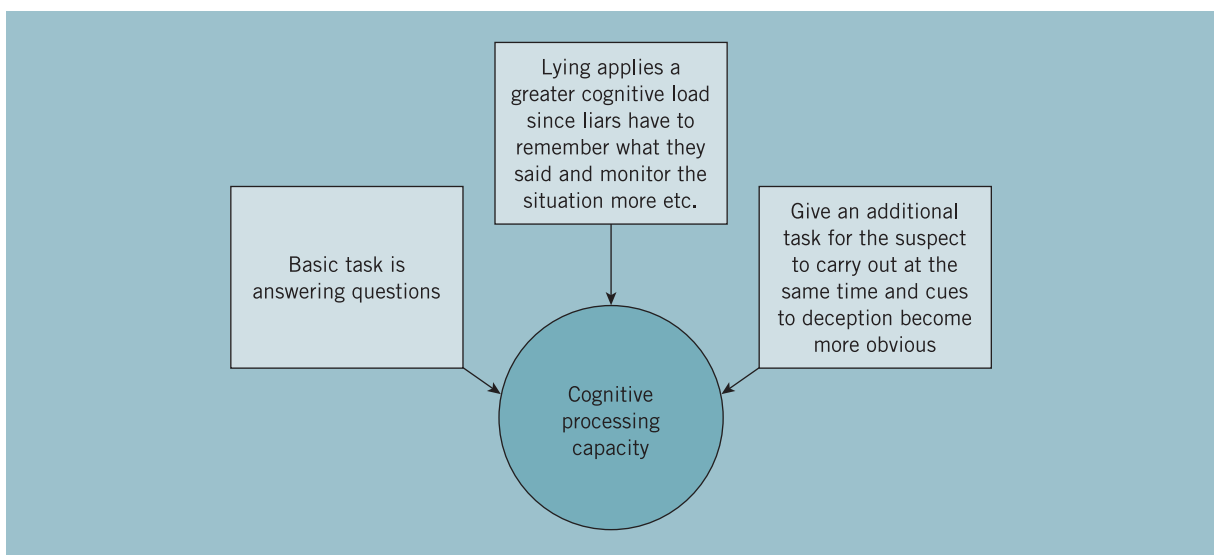 Lying applies a
greater cognitive load
since liars have to
remember what they
said and monitor the
situation more etc.
Basic task is
answering questions
Give an additional
task for the suspect
to carry out at the
same time and cues
to deception become
more obvious
Cognitive
processing
capacity